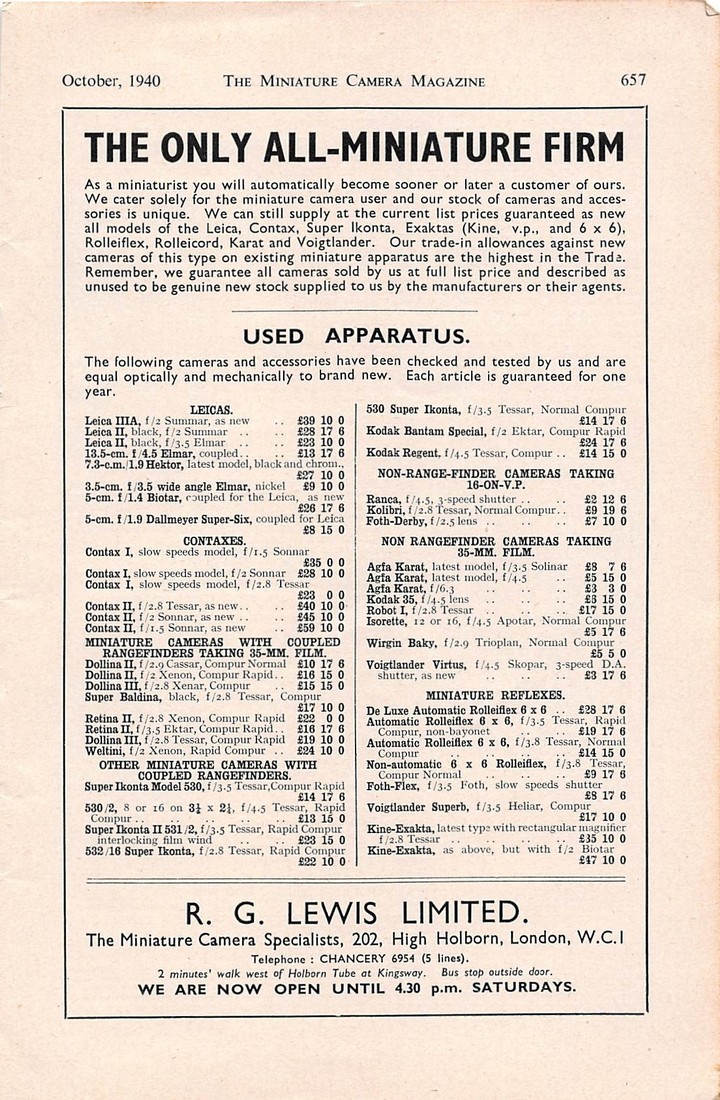 October, 1940 THE MINIATURE CAMERA MAGAZINE 657
THE ONLY ALL-MINIATURE FIRM
As a miniaturist you will automatically become sooner or later a customer of ours.
We cater solely for the miniature camera user and our stock of cameras and acces-
sories is unique. We can still supply at the current list prices guaranteed as new
all models of the Leica, Contax, Super Ikonta, Exaktas (Kine, v.p., and 6 x 6),
Rolleiflex, Rolleicord, Karat and Voigtlander. Our trade-in allowances against new
cameras of this type on existing miniature apparatus are the highest in the Trade.
Remember, we guarantee all cameras sold by us at full list price and described as
unused to be genuine new stock supplied to us by the manufacturers or their agents.
USED APPARATUS.
The following cameras and accessories have been checked and tested by us and are
equal optically and mechanically to brand new. Each article is guaranteed for one
year.
LEICAS.
Leica IIIA, f/2 Summar, as new .. £39 10 0
Leica II, black, f/2 Summar .. £28 17 6
Leica II, black, f/3.5 Elmar .. £23 10 0
13.5-cm. f/4.5 Elmar, coupled .. £13 17 6
7.3-c.m./1.9 Hektor, latest model, black and chrom.,
£27 10 0
3.5-cm. f/3.5 wide angle Elmar, nickel £9 10 0
5-cm. f/1.4 Biotar, coupled for the Leica, as new
£26 17 6
5-cm. f/1.9 Dallmeyer Super-Six, coupled for Leica
£8 15 0
CONTAXES.
Contax I, slow speeds model, f/1.5 Sonnar
£35 0 0
Contax I, slow speeds model, f/2 Sonnar £28 10 0
Contax I, slow speeds model, f/2.8 Tessar
£23 0 0
Contax II, f/2.8 Tessar, as new .. £40 10 0
Contax II, f/2 Sonnar, as new .. £45 10 0
Contax II, f/1.5 Sonnar, as new .. £59 10 0
MINIATURE CAMERAS WITH COUPLED
RANGEFINDERS TAKING 35-MM. FILM.
Dollina II, f/2.9 Cassar, Compur Normal £10 17 6
Dollina II, f/2 Xenon, Compur Rapid .. £16 15 0
Dollina III, f/2.8 Xenar, Compur .. £15 15 0
Super Baldina, black, f/2.8 Tessar, Compur
£17 10 0
Retina II, f/2.8 Xenon, Compur Rapid £22 0 0
Retina II, f/3.5 Ektar, Compur Rapid .. £16 17 6
Dollina III, f/2.8 Tessar, Compur Rapid £19 10 0
Weltini, f/2 Xenon, Rapid Compur .. £24 10 0
OTHER MINIATURE CAMERAS WITH
COUPLED RANGEFINDERS.
Super Ikonta Model 530, f/3.5 Tessar, Compur Rapid
£14 17 6
530/2, 8 or 16 on 3¼ x 2¼, f/4.5 Tessar, Rapid
Compur .. .. .. .. .. £13 15 0
Super Ikonta II 531/2, f/3.5 Tessar, Rapid Compur
interlocking film wind .. .. £23 15 0
532/16 Super Ikonta, f/2.8 Tessar, Rapid Compur
£22 10 0
530 Super Ikonta, f/3.5 Tessar, Normal Compur
£14 17 6
Kodak Bantam Special, f/2 Ektar, Compur Rapid
£24 17 6
Kodak Regent, f/4.5 Tessar, Compur .. £14 15 0
NON-RANGE-FINDER CAMERAS TAKING
16-ON-V.P.
Ranca, f/4.5, 3-speed shutter .. .. £2 12 6
Kolibri, f/2.8 Tessar, Normal Compur .. £9 19 6
Foth-Derby, f/2.5 lens .. .. .. £7 10 0
NON RANGEFINDER CAMERAS TAKING
35-MM. FILM.
Agfa Karat, latest model, f/3.5 Solinar £8 7 6
Agfa Karat, latest model, f/4.5 .. £5 15 0
Agfa Karat, f/6.3 .. .. .. £3 3 0
Kodak 35, f/4.5 lens .. .. .. £8 15 0
Robot I, f/2.8 Tessar .. .. £17 15 0
Isorette, 12 or 16, f/4.5 Apotar, Normal Compur
£5 17 6
Wirgin Baky, f/2.9 Trioplan, Normal Compur
£5 5 0
Voigtlander Virtus, f/4.5 Skopar, 3-speed D.A.
shutter, as new .. .. .. £3 17 6
MINIATURE REFLEXES.
De Luxe Automatic Rolleiflex 6 x 6 .. £28 17 6
Automatic Rolleiflex 6 x 6, f/3.5 Tessar, Rapid
Compur, non-bayonet .. .. £19 17 6
Automatic Rolleiflex 6 x 6, f/3.8 Tessar, Normal
Compur .. .. .. .. £14 15 0
Non-automatic 6 x 6 Rolleiflex, f/3.8 Tessar,
Compur Normal .. .. .. £9 17 6
Foth-Flex, f/3.5 Foth, slow speeds shutter
£8 17 6
Voigtlander Superb, f/3.5 Heliar, Compur
£17 10 0
Kine-Exakta, latest type with rectangular magnifier
f/2.8 Tessar .. .. .. .. £35 10 0
Kine-Exakta, as above, but with f/2 Biotar
£47 10 0
R. G. LEWIS LIMITED.
The Miniature Camera Specialists, 202, High Holborn, London, W.C.1
Telephone : CHANCERY 6954 (5 lines).
2 minutes' walk west of Holborn Tube at Kingsway. Bus stop outside door.
WE ARE NOW OPEN UNTIL 4.30 p.m. SATURDAYS.